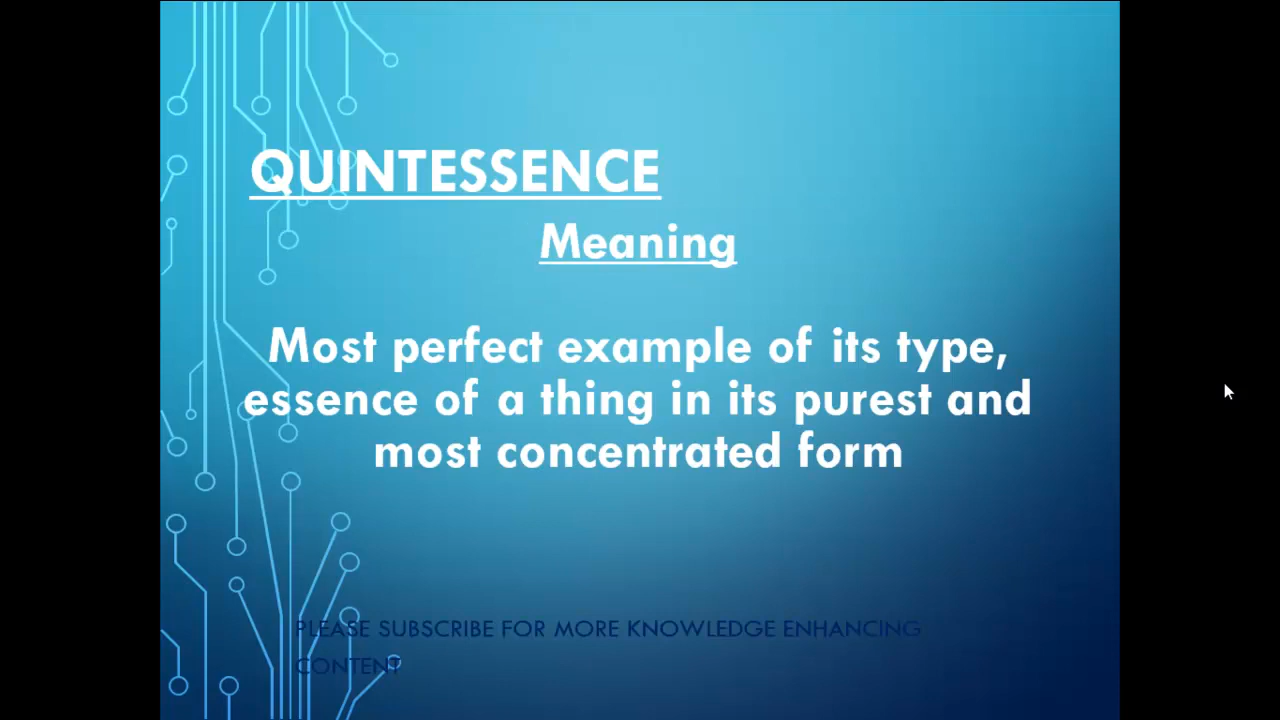 QUINTESSENCE
Meaning
Most perfect example of its type,
essence of a thing in its purest and
most concentrated form
PLEASE SUBSCRIBE FOR MORE KNOWLEDGE ENHANCING
CONTENT